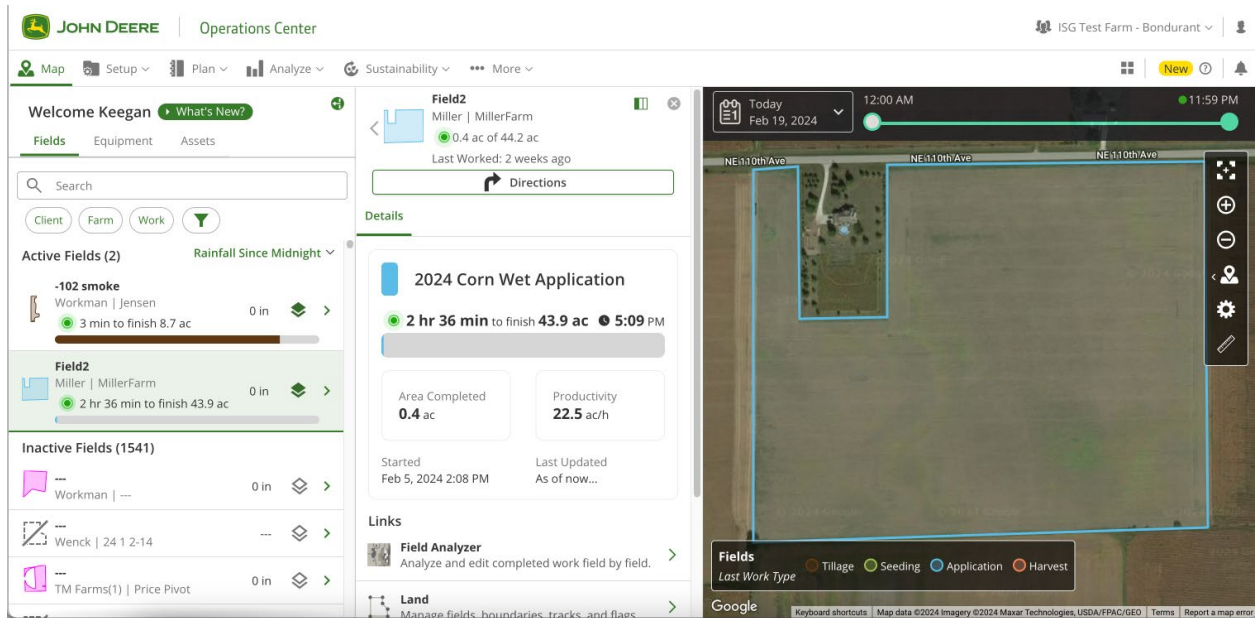 JOHN DEERE
Operations Center
ISG Test Farm - Bondurant
Map
Setup
Plan
Analyze
Sustainability
More
New
Welcome Keegan
What's New?
Fields
Equipment
Assets
Search
Client
Farm
Work
Active Fields (2)
Rainfall Since Midnight
-102 smoke
Workman | Jensen
3 min to finish 8.7 ac
0 in
Field2
Miller | MillerFarm
2 hr 36 min to finish 43.9 ac
0 in
Inactive Fields (1541)
---
Workman | ---
0 in
---
Wenck | 24 1 2-14
---
---
TM Farms(1) | Price Pivot
0 in
Field2
Miller | MillerFarm
0.4 ac of 44.2 ac
Last Worked: 2 weeks ago
Directions
Details
2024 Corn Wet Application
2 hr 36 min to finish 43.9 ac 5:09 PM
Area Completed
0.4 ac
Productivity
22.5 ac/h
Started
Feb 5, 2024 2:08 PM
Last Updated
As of now...
Links
Field Analyzer
Analyze and edit completed work field by field.
Land
Manage fields, boundaries, tracks, and flags
Today
Feb 19, 2024
12:00 AM
11:59 PM
NE 110th Ave
NE 110th Ave
NE 110th Ave
Fields
Last Work Type
Tillage
Seeding
Application
Harvest
Google
Keyboard shortcuts
Map data ©2024 Imagery ©2024 Maxar Technologies, USDA/FPAC/GEO
Terms
Report a map error